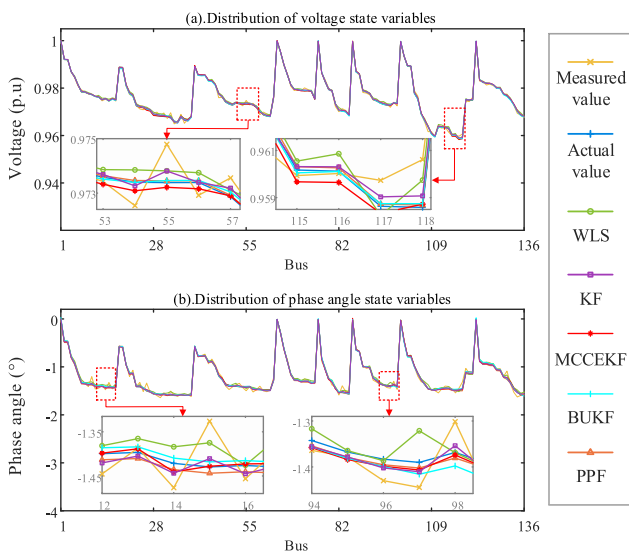 (a).Distribution of voltage state variables
Voltage (p.u)
1
0.98
0.96
0.94
0.975
0.973
53
55
57
0.961
0.959
115
116
117
118
1
28
55
82
109
136
Bus
(b).Distribution of phase angle state variables
Phase angle (°)
0
-1
-2
-3
-4
-1.35
-1.45
12
14
16
-1.3
-1.4
94
96
98
1
28
55
82
109
136
Bus
Measured
value
Actual
value
WLS
KF
MCCEKF
BUKF
PPF